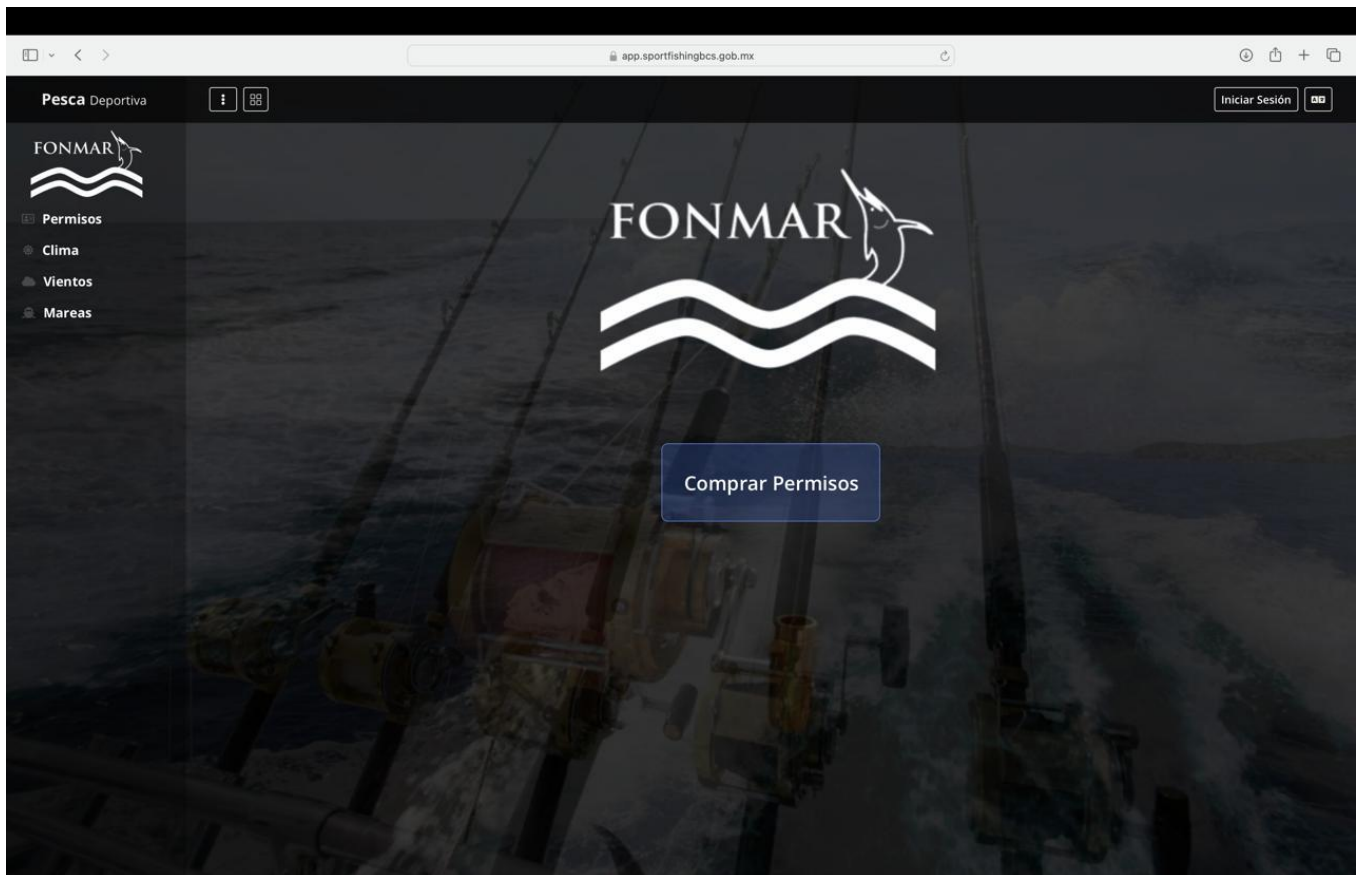 app.sportfishingbcs.gob.mx
Pesca Deportiva
Iniciar Sesión
FONMAR
Permisos
Clima
Vientos
Mareas
FONMAR
Comprar Permisos